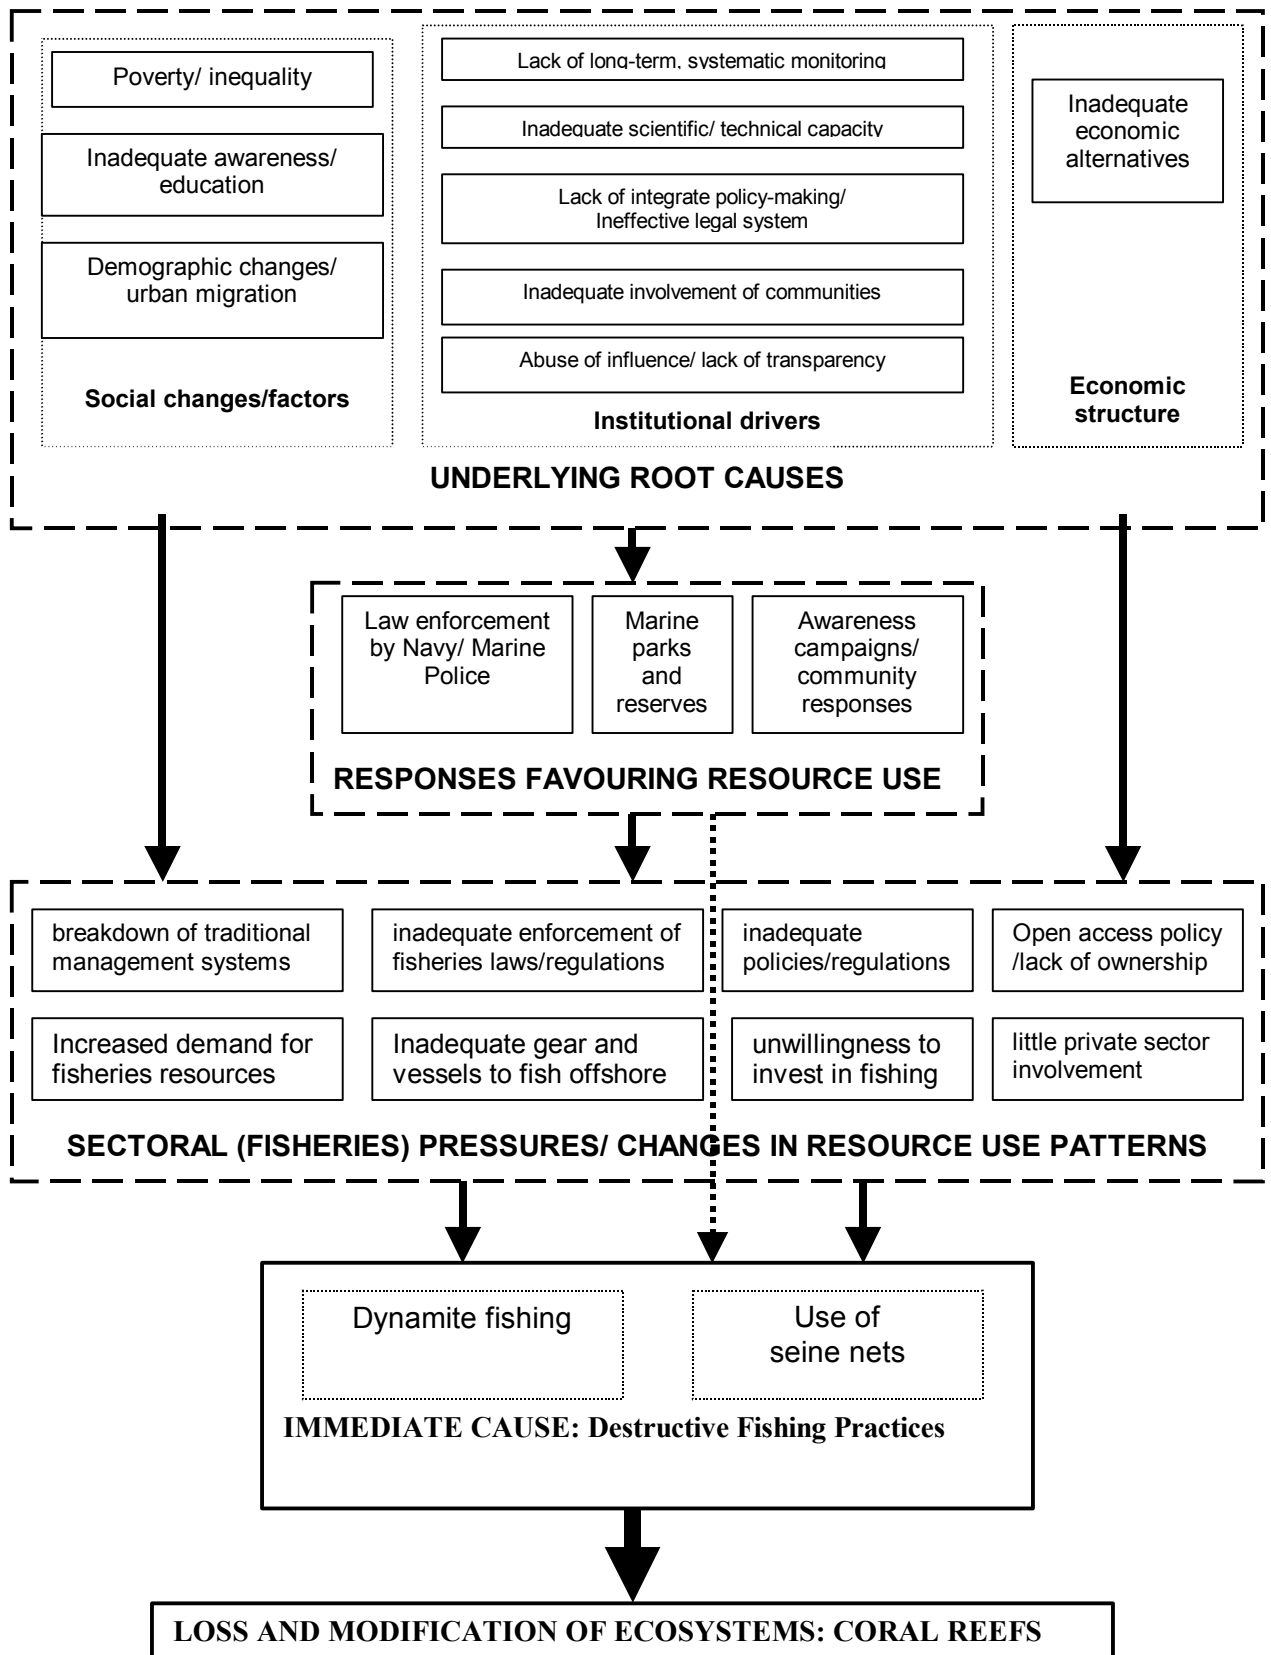 Poverty/ inequality
Inadequate awareness/
education
Demographic changes/
urban migration
Social changes/factors
Lack of long-term, systematic monitoring
Inadequate scientific/ technical capacity
Lack of integrate policy-making/
Ineffective legal system
Inadequate involvement of communities
Abuse of influence/ lack of transparency
Institutional drivers
Inadequate
economic
alternatives
Economic
structure
UNDERLYING ROOT CAUSES
Law enforcement
by Navy/ Marine
Police
Marine
parks
and
reserves
Awareness
campaigns/
community
responses
RESPONSES FAVOURING RESOURCE USE
breakdown of traditional
management systems
inadequate enforcement of
fisheries laws/regulations
inadequate
policies/regulations
Open access policy
/lack of ownership
Increased demand for
fisheries resources
Inadequate gear and
vessels to fish offshore
unwillingness to
invest in fishing
little private sector
involvement
SECTORAL (FISHERIES) PRESSURES/ CHANGES IN RESOURCE USE PATTERNS
Dynamite fishing
Use of
seine nets
IMMEDIATE CAUSE: Destructive Fishing Practices
LOSS AND MODIFICATION OF ECOSYSTEMS: CORAL REEFS